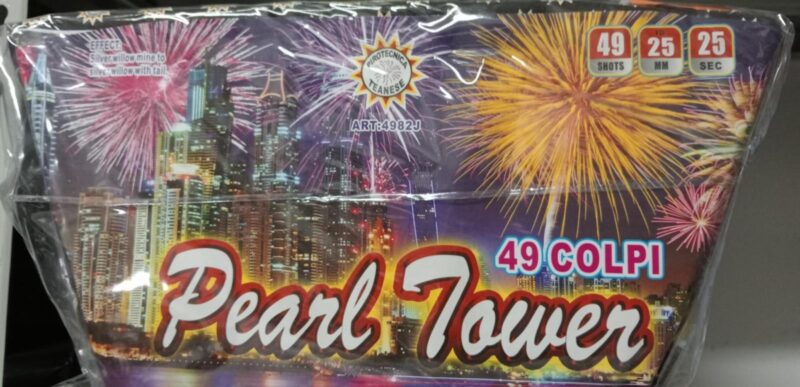 EFFECT:
Silver willow mine to
silver willow with tail.
PIROTECNICA
TEANESE
ART:4982J
49
SHOTS
25
MM
25
SEC
49 COLPI
Pearl Tower